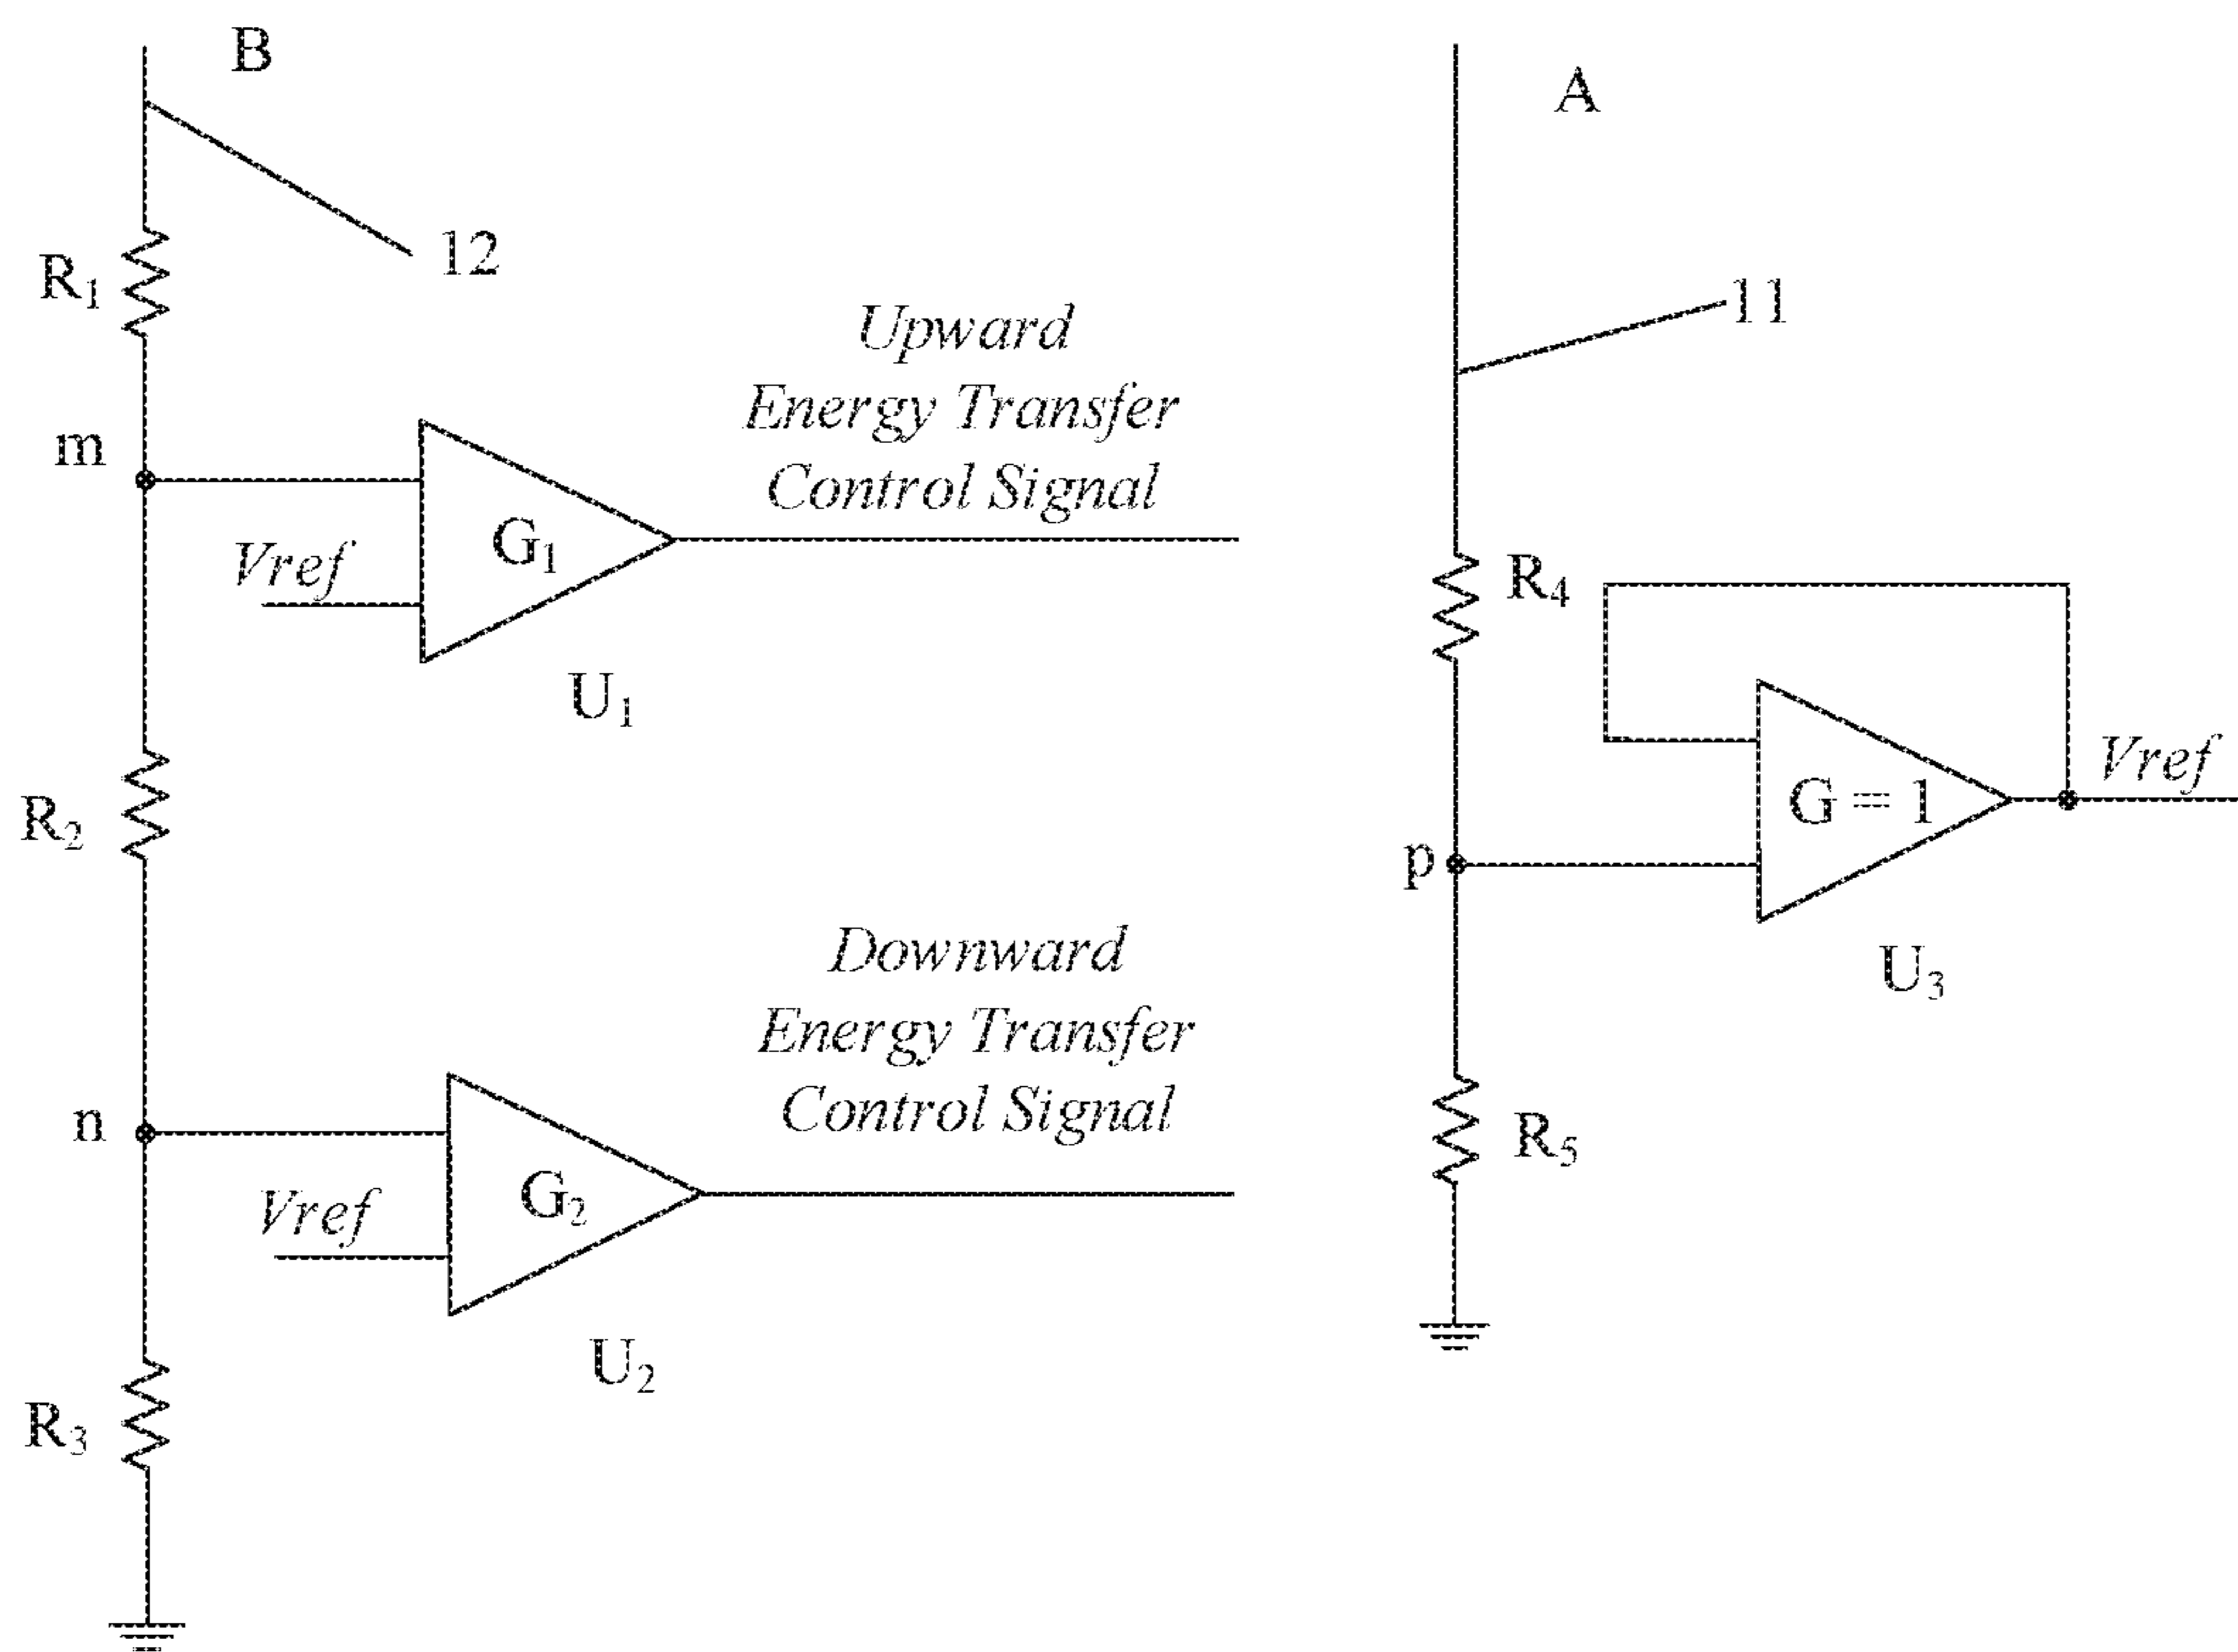 B
A
12
11
R₁
Upward
Energy Transfer
Control Signal
m
Vref
G₁
U₁
R₄
R₂
Vref
G = 1
p
U₃
Downward
Energy Transfer
Control Signal
n
Vref
G₂
U₂
R₅
R₃